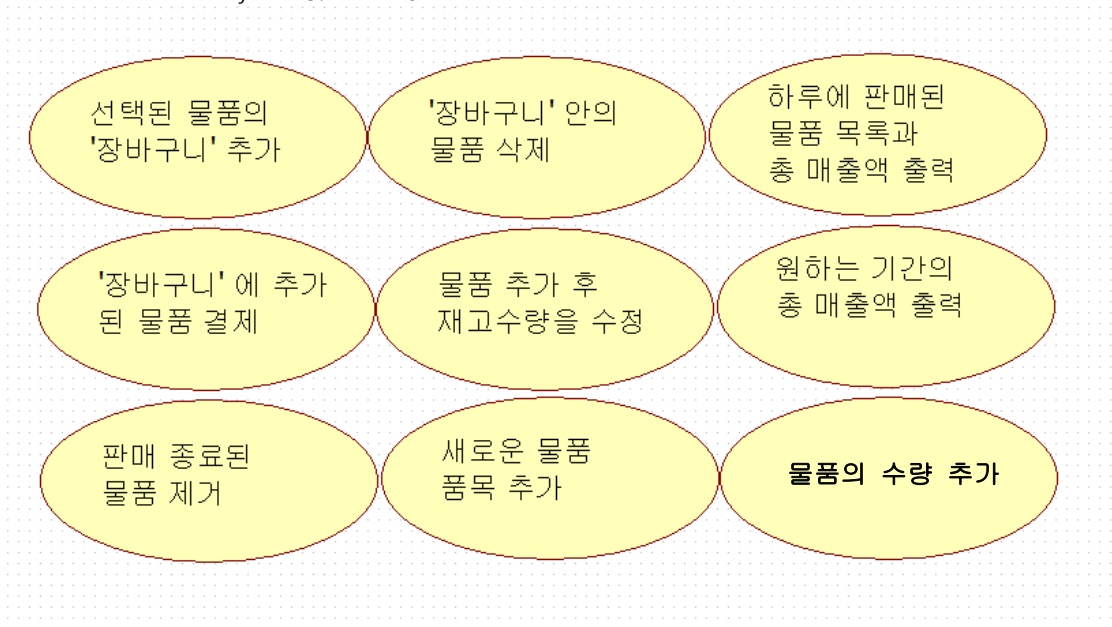 선택된 물품의
'장바구니' 추가
'장바구니' 안의
물품 삭제
하루에 판매된
물품 목록과
총 매출액 출력
'장바구니' 에 추가
된 물품 결제
물품 추가 후
재고수량을 수정
원하는 기간의
총 매출액 출력
판매 종료된
물품 제거
새로운 물품
품목 추가
물품의 수량 추가